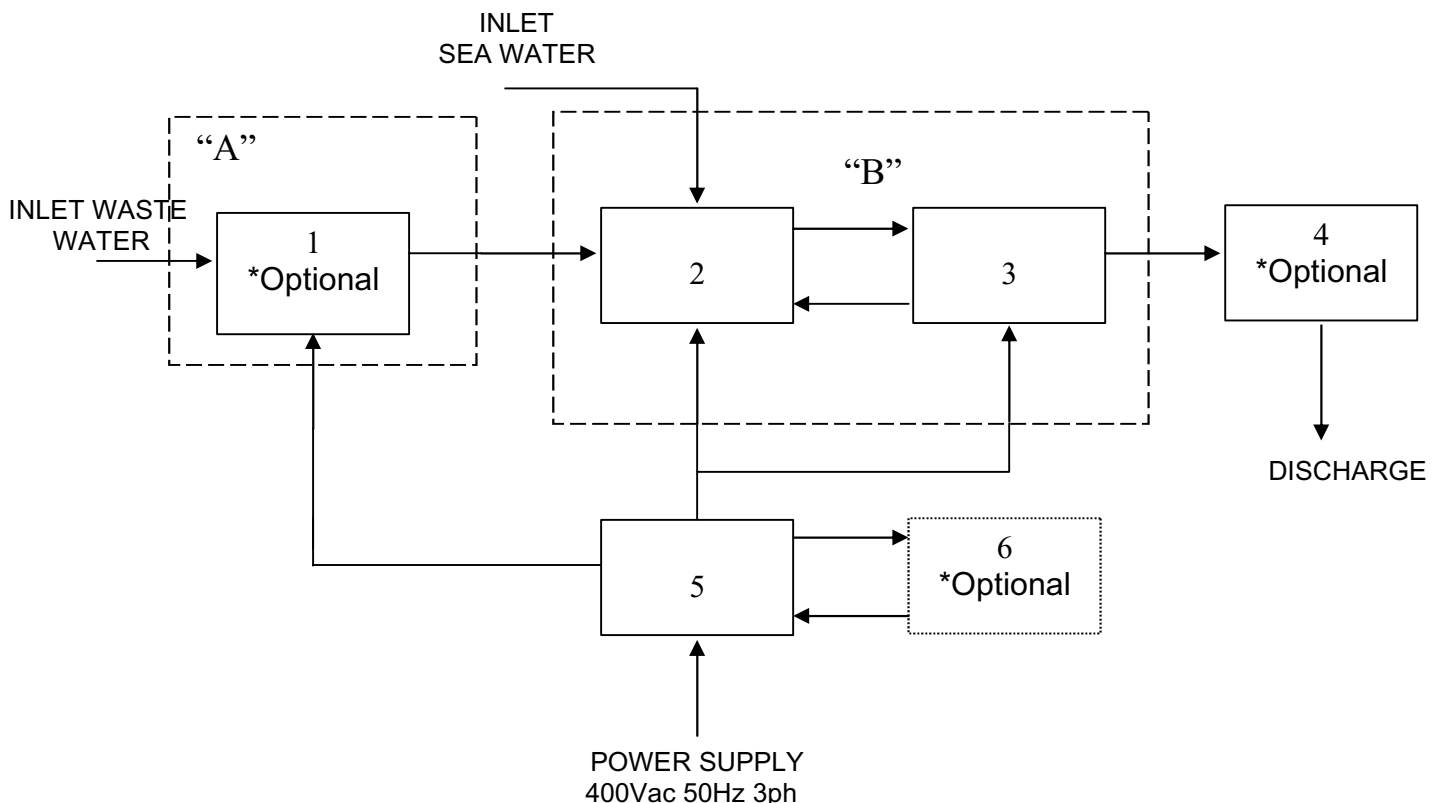 INLET
SEA WATER
“A”
“B”
INLET WASTE
WATER
1
*Optional
2
3
4
*Optional
DISCHARGE
5
6
*Optional
POWER SUPPLY
400Vac 50Hz 3ph